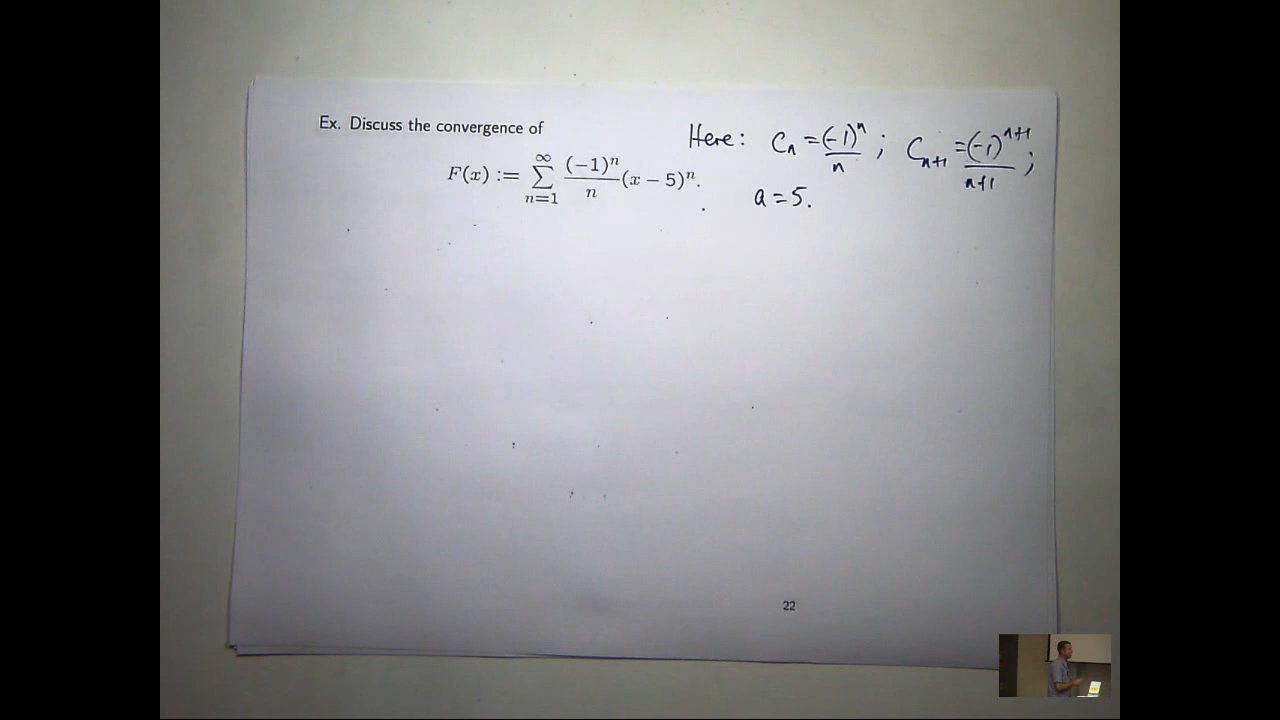 Ex. Discuss the convergence of
F(x) := ∞∑n=1 (−1)^n/n (x − 5)^n.
Here: Cₙ = (-1)^n/n ; Cₙ₊₁ = (-1)^(n+1)/(n+1) ;
a = 5.
22